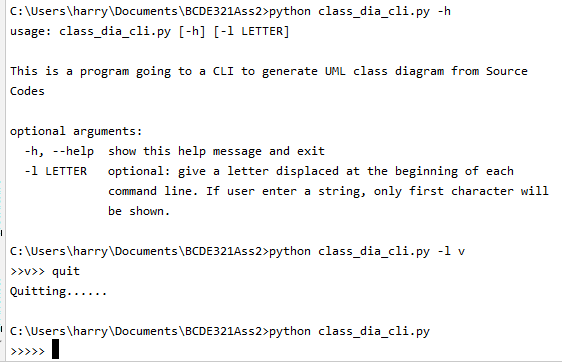 C:\Users\harry\Documents\BCDE321Ass2>python class_dia_cli.py -h
usage: class_dia_cli.py [-h] [-l LETTER]
This is a program going to a CLI to generate UML class diagram from Source
Codes
optional arguments:
-h, --help  show this help message and exit
-l LETTER   optional: give a letter displaced at the beginning of each
command line. If user enter a string, only first character will
be shown.
C:\Users\harry\Documents\BCDE321Ass2>python class_dia_cli.py -l v
>>v>> quit
Quitting......
C:\Users\harry\Documents\BCDE321Ass2>python class_dia_cli.py
>>>>>